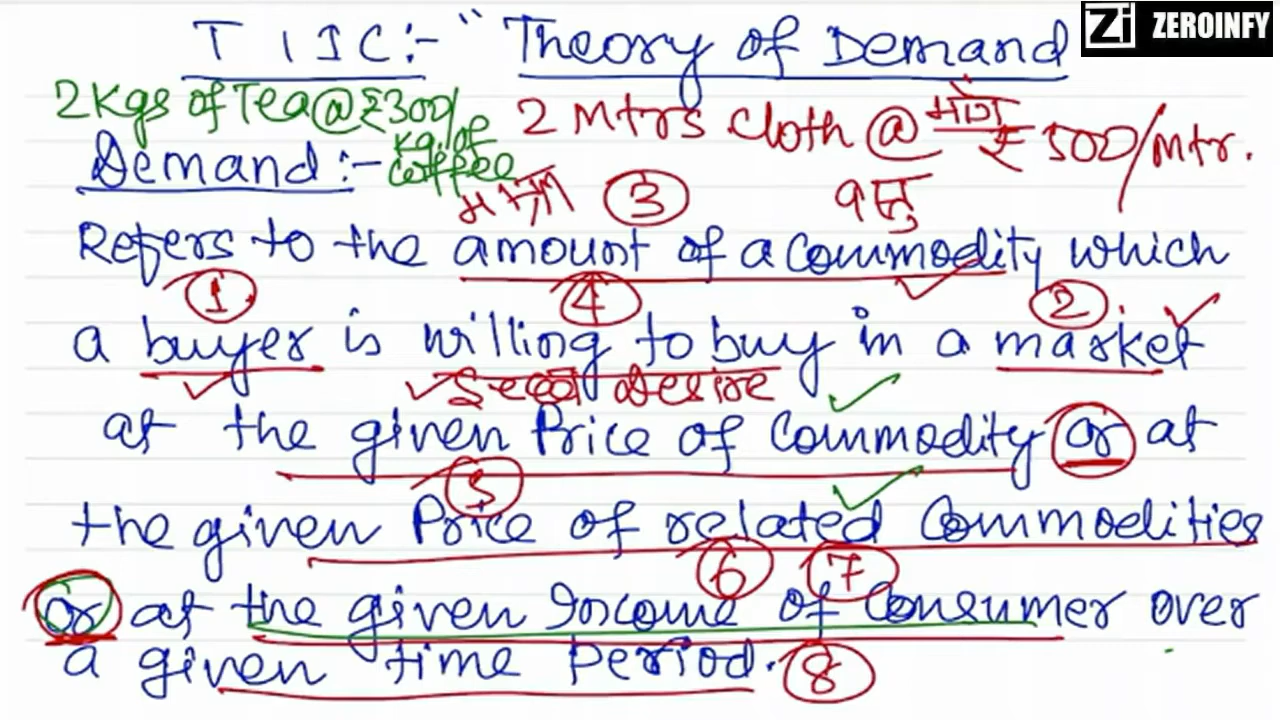 T 1 I C :- "Theory of Demand
ZEROINFY
2 Kgs of Tea @ ₹300/
kg. of
coffee
2 Mtrs cloth @ ₹ 500/mtr.
मांग
Demand :-
मात्रा ③ वस्तु
Refers to the amount of a commodity which
① ④ ②
a buyer is willing to buy in a market
Desire
at the given Price of Commodity or at
⑤
the given Price of related Commodities
⑥ ⑦
or at the given Income of Consumer over
a given time Period. ⑧